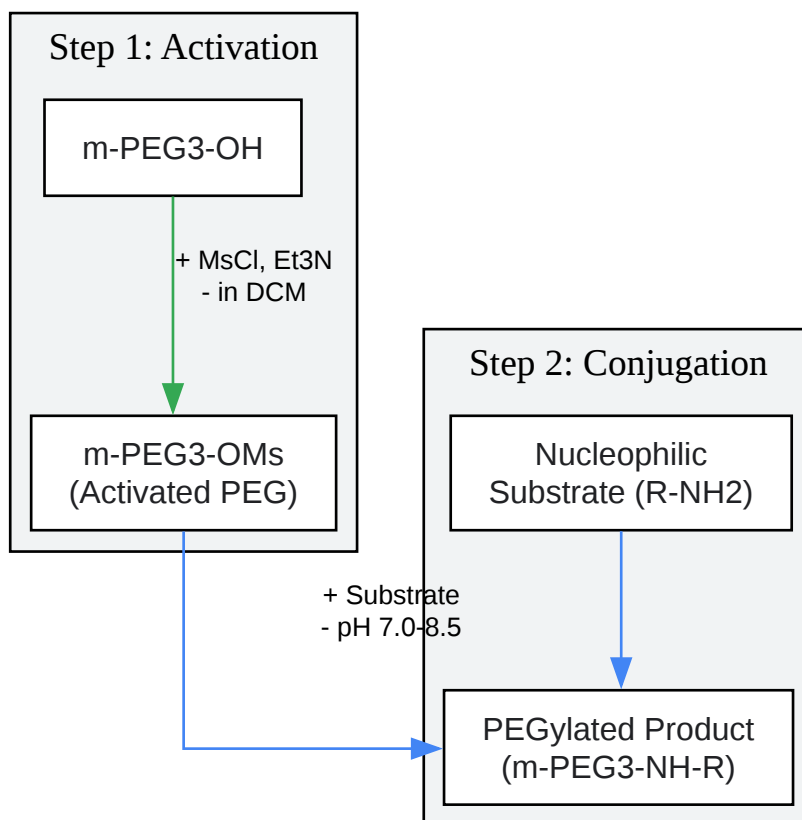 Step 1: Activation
m-PEG3-OH
+ MsCl, Et3N
- in DCM
m-PEG3-OMs
(Activated PEG)
Step 2: Conjugation
Nucleophilic
Substrate (R-NH2)
+ Substrate
- pH 7.0-8.5
PEGylated Product
(m-PEG3-NH-R)